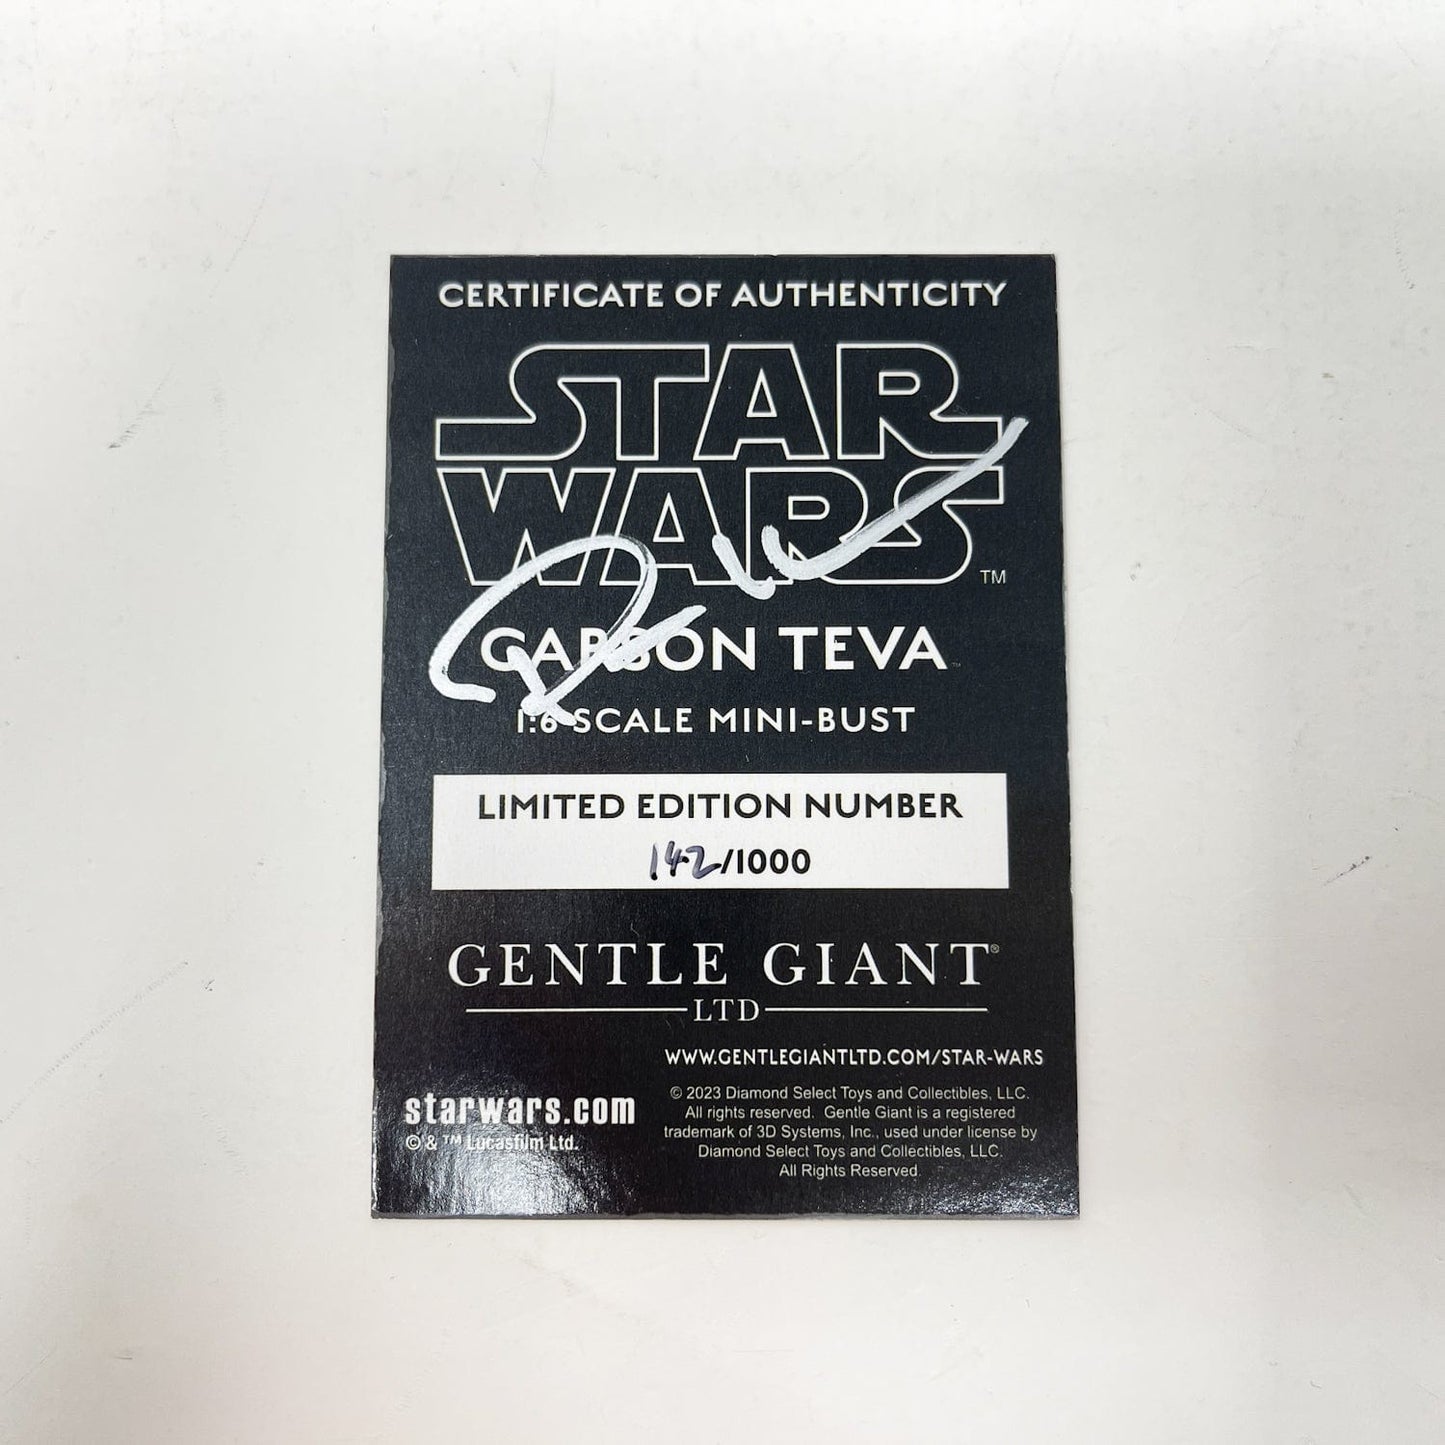 CERTIFICATE OF AUTHENTICITY
STAR
WARS ™
CARSON TEVA
1:6 SCALE MINI-BUST
LIMITED EDITION NUMBER
142/1000
GENTLE GIANT®
LTD
WWW.GENTLEGIANTLTD.COM/STAR-WARS
starwars.com
© & ™ Lucasfilm Ltd.
© 2023 Diamond Select Toys and Collectibles, LLC.
All rights reserved. Gentle Giant is a registered
trademark of 3D Systems, Inc., used under license by
Diamond Select Toys and Collectibles, LLC.
All Rights Reserved.